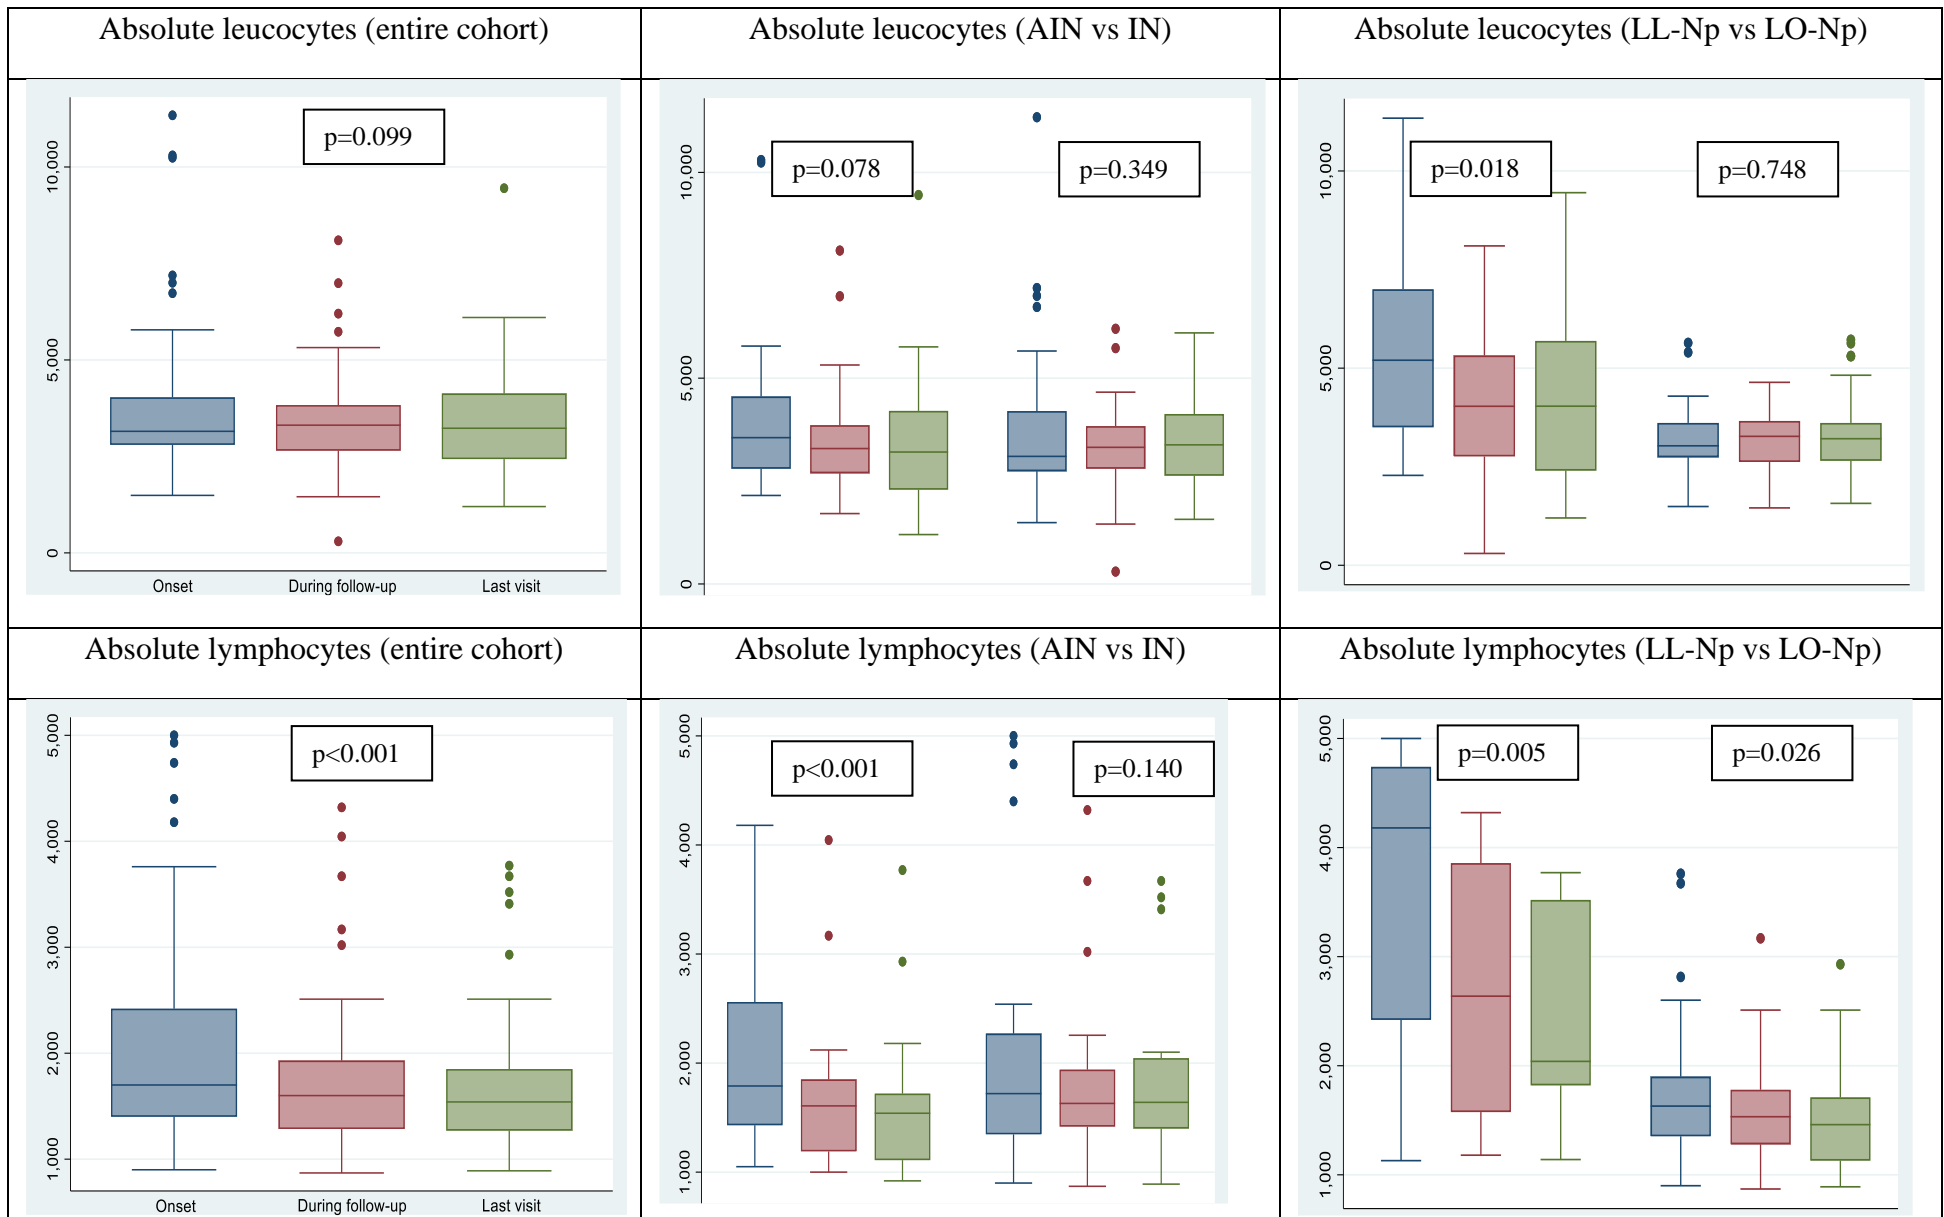 Absolute leucocytes (entire cohort)
Absolute leucocytes (AIN vs IN)
Absolute leucocytes (LL-Np vs LO-Np)
p=0.099
10,000
5,000
0
Onset
During follow-up
Last visit
p=0.078
p=0.349
10,000
5,000
0
p=0.018
p=0.748
10,000
5,000
0
Absolute lymphocytes (entire cohort)
Absolute lymphocytes (AIN vs IN)
Absolute lymphocytes (LL-Np vs LO-Np)
p<0.001
5,000
4,000
3,000
2,000
1,000
Onset
During follow-up
Last visit
p<0.001
p=0.140
5,000
4,000
3,000
2,000
1,000
p=0.005
p=0.026
5,000
4,000
3,000
2,000
1,000